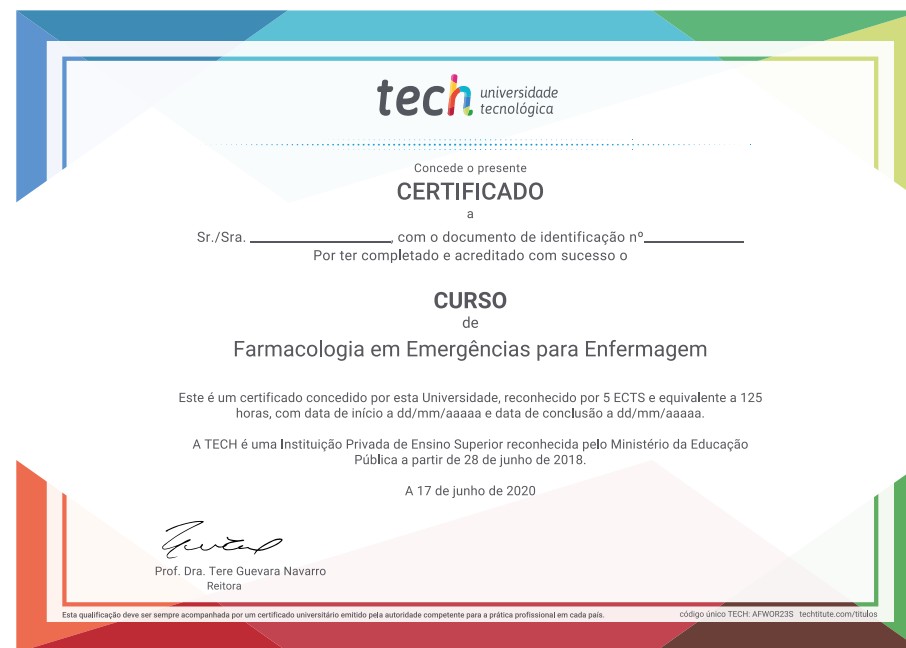 tech universidade
tecnológica
Concede o presente
CERTIFICADO
a
Sr./Sra. , com o documento de identificação nº
Por ter completado e acreditado com sucesso o
CURSO
de
Farmacologia em Emergências para Enfermagem
Este é um certificado concedido por esta Universidade, reconhecido por 5 ECTS e equivalente a 125
horas, com data de início a dd/mm/aaaaa e data de conclusão a dd/mm/aaaaa.
A TECH é uma Instituição Privada de Ensino Superior reconhecida pelo Ministério da Educação
Pública a partir de 28 de junho de 2018.
A 17 de junho de 2020
Prof. Dra. Tere Guevara Navarro
Reitora
Esta qualificação deve ser sempre acompanhada por um certificado universitário emitido pela autoridade competente para a prática profissional em cada país.
código único TECH: AFWOR23S techtitute.com/titulos